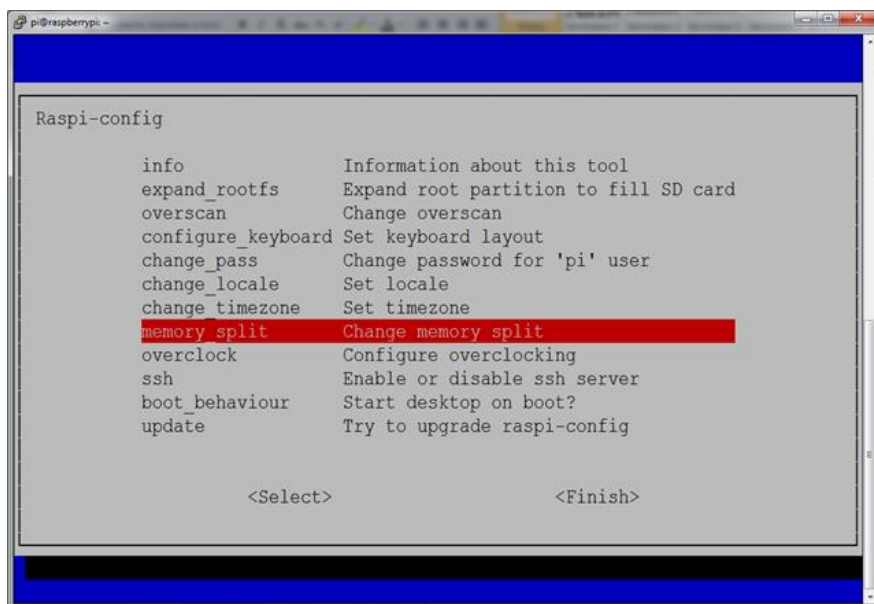 pi@raspberrypi: ~
Raspi-config
info Information about this tool
expand_rootfs Expand root partition to fill SD card
overscan Change overscan
configure_keyboard Set keyboard layout
change_pass Change password for 'pi' user
change_locale Set locale
change_timezone Set timezone
memory_split Change memory split
overclock Configure overclocking
ssh Enable or disable ssh server
boot_behaviour Start desktop on boot?
update Try to upgrade raspi-config
<Select> <Finish>